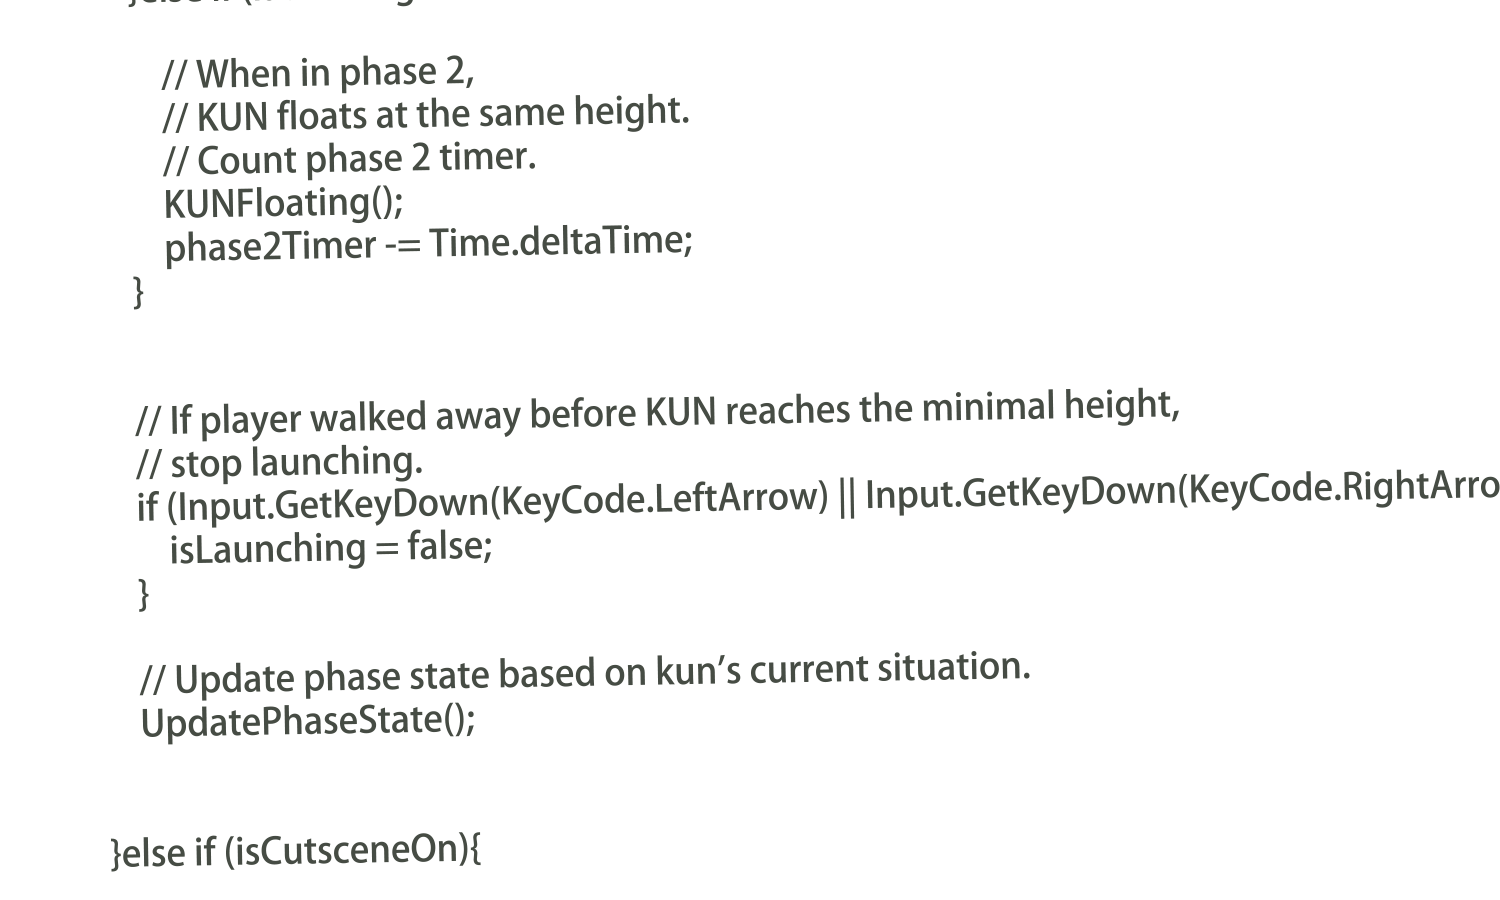 // When in phase 2,
// KUN floats at the same height.
// Count phase 2 timer.
KUNFloating();
phase2Timer -= Time.deltaTime;
}
// If player walked away before KUN reaches the minimal height,
// stop launching.
if (Input.GetKeyDown(KeyCode.LeftArrow) || Input.GetKeyDown(KeyCode.RightArro
isLaunching = false;
}
// Update phase state based on kun’s current situation.
UpdatePhaseState();
}else if (isCutsceneOn){